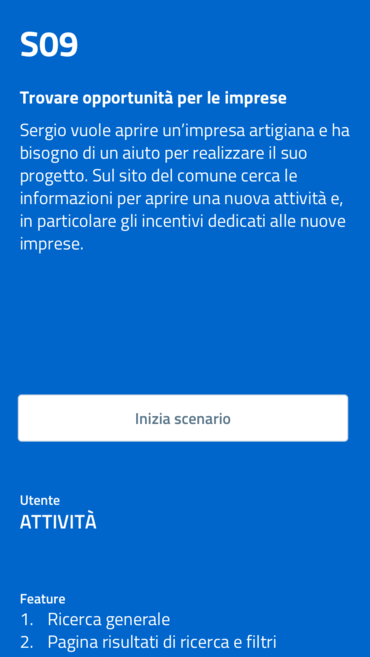 S09
Trovare opportunità per le imprese
Sergio vuole aprire un'impresa artigiana e ha
bisogno di un aiuto per realizzare il suo
progetto. Sul sito del comune cerca le
informazioni per aprire una nuova attività e,
in particolare gli incentivi dedicati alle nuove
imprese.
Inizia scenario
Utente
ATTIVITÀ
Feature
1. Ricerca generale
2. Pagina risultati di ricerca e filtri